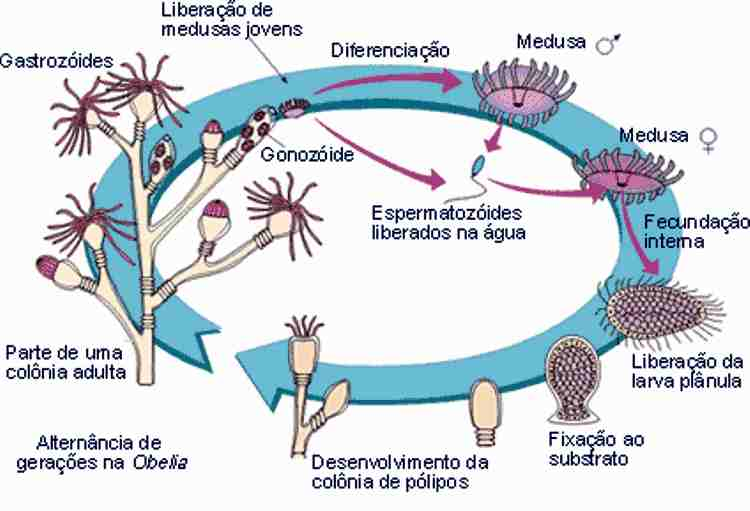 Liberação de
medusas jovens
Gastrozóides
Diferenciação
Medusa ♂
Gonozóide
Medusa ♀
Espermatozóides
liberados na água
Fecundação
interna
Parte de uma
colônia adulta
Liberação da
larva plânula
Fixação ao
substrato
Desenvolvimento da
colônia de pólipos
Alternância de
gerações na Obelia